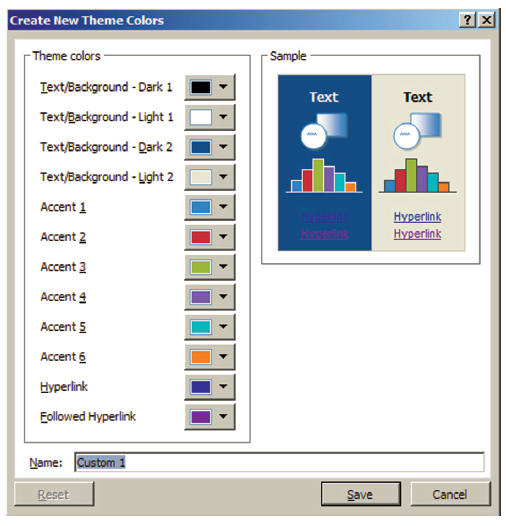 Create New Theme Colors
Theme colors
Text/Background - Dark 1
Text/Background - Light 1
Text/Background - Dark 2
Text/Background - Light 2
Accent 1
Accent 2
Accent 3
Accent 4
Accent 5
Accent 6
Hyperlink
Followed Hyperlink
Sample
Text Text
Hyperlink Hyperlink
Hyperlink Hyperlink
Name: Custom 1
Reset Save Cancel